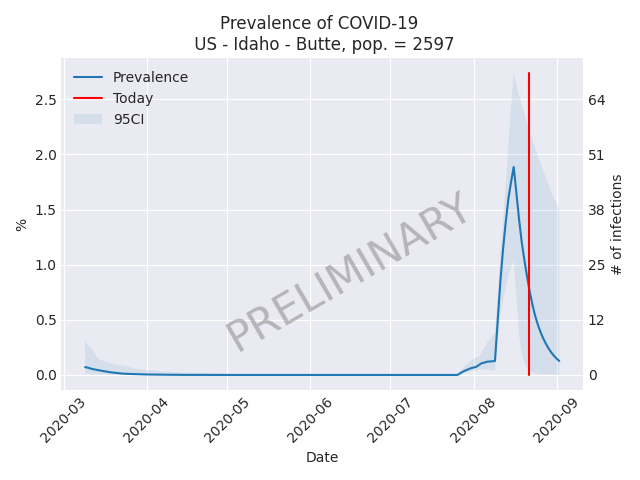 Prevalence of COVID-19
US - Idaho - Butte, pop. = 2597
Prevalence
Today
95CI
2.5
2.0
1.5
1.0
0.5
0.0
%
64
51
38
25
12
0
# of infections
PRELIMINARY
2020-03
2020-04
2020-05
2020-06
2020-07
2020-08
2020-09
Date